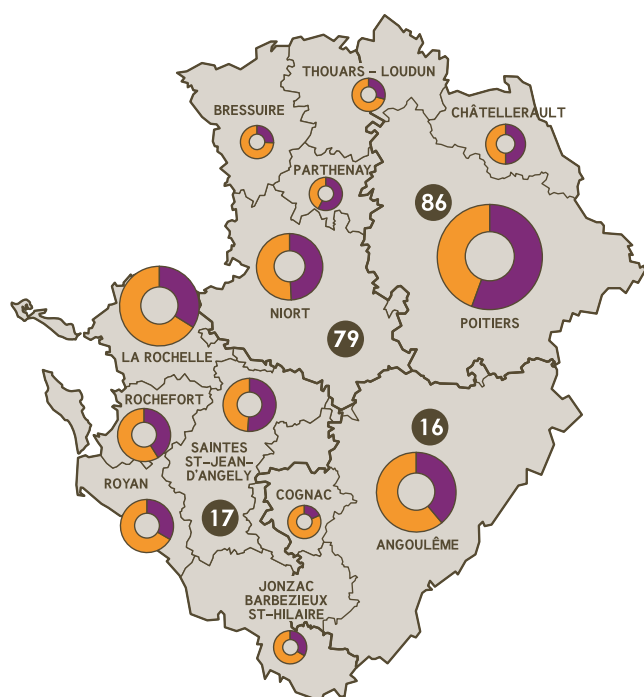 THOUARS – LOUDUN
BRESSUIRE
CHÂTELLERAULT
PARTHENAY
86
NIORT
POITIERS
79
LA ROCHELLE
ROCHEFORT
SAINTES
ST-JEAN-
D'ANGELY
16
ROYAN
COGNAC
17
ANGOULÊME
JONZAC
BARBEZIEUX
ST-HILAIRE